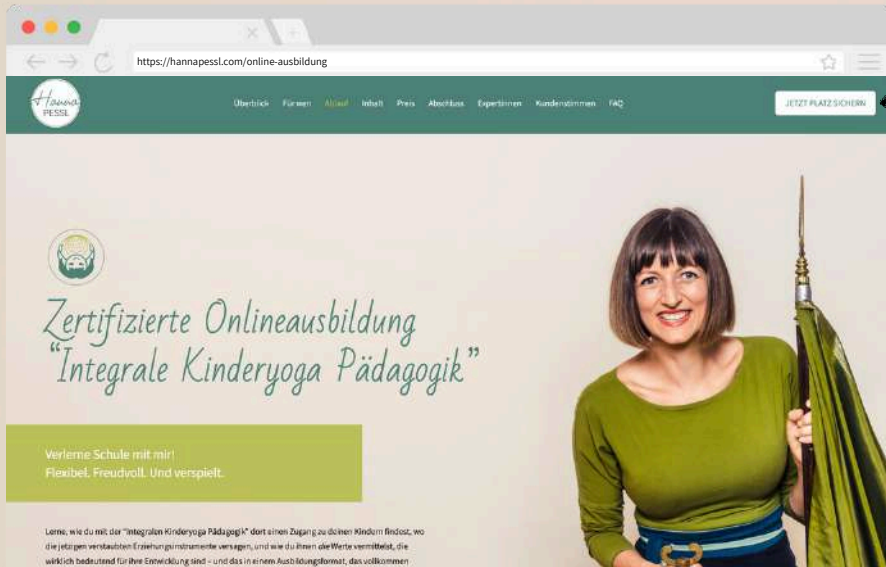 https://hannapessl.com/online-ausbildung
Hanna
PESSL
Überblick Für wen Ablauf Inhalt Preis Abschluss Expertinnen Kundenstimmen FAQ
JETZT PLATZ SICHERN
Zertifizierte Onlineausbildung
“Integrale Kinderyoga Pädagogik”
Verlerne Schule mit mir!
Flexibel. Freudvoll. Und verspielt.
Lerne, wie du mit der "Integralen Kinderyoga Pädagogik" dort einen Zugang zu deinen Kindern findest, wo
die jetzigen verstaubten Erziehungsinstrumente versagen, und wie du ihnen die Werte vermittelst, die
wirklich bedeutend für ihre Entwicklung sind – und das in einem Ausbildungsformat, das vollkommen